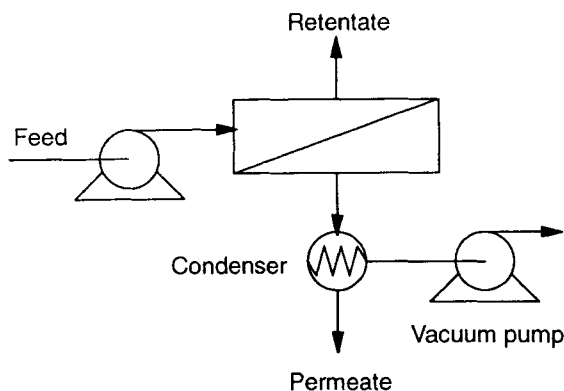 Retentate
Feed
Condenser
Vacuum pump
Permeate